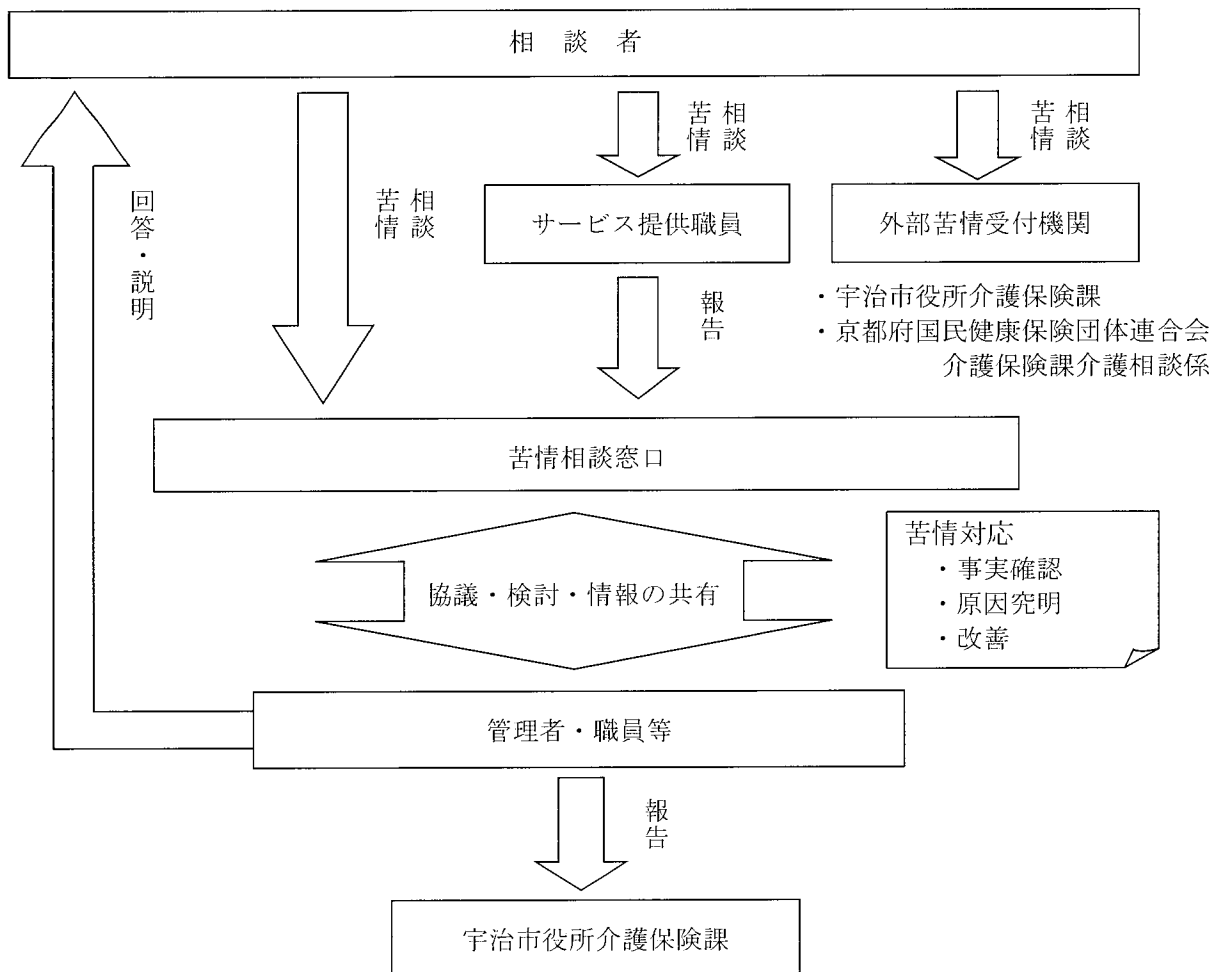 相談者
相談
苦情
相談
苦情
相談
苦情
回答・説明
サービス提供職員
外部苦情受付機関
報告
・宇治市役所介護保険課
・京都府国民健康保険団体連合会
介護保険課介護相談係
苦情相談窓口
苦情対応
・事実確認
・原因究明
・改善
協議・検討・情報の共有
管理者・職員等
報告
宇治市役所介護保険課